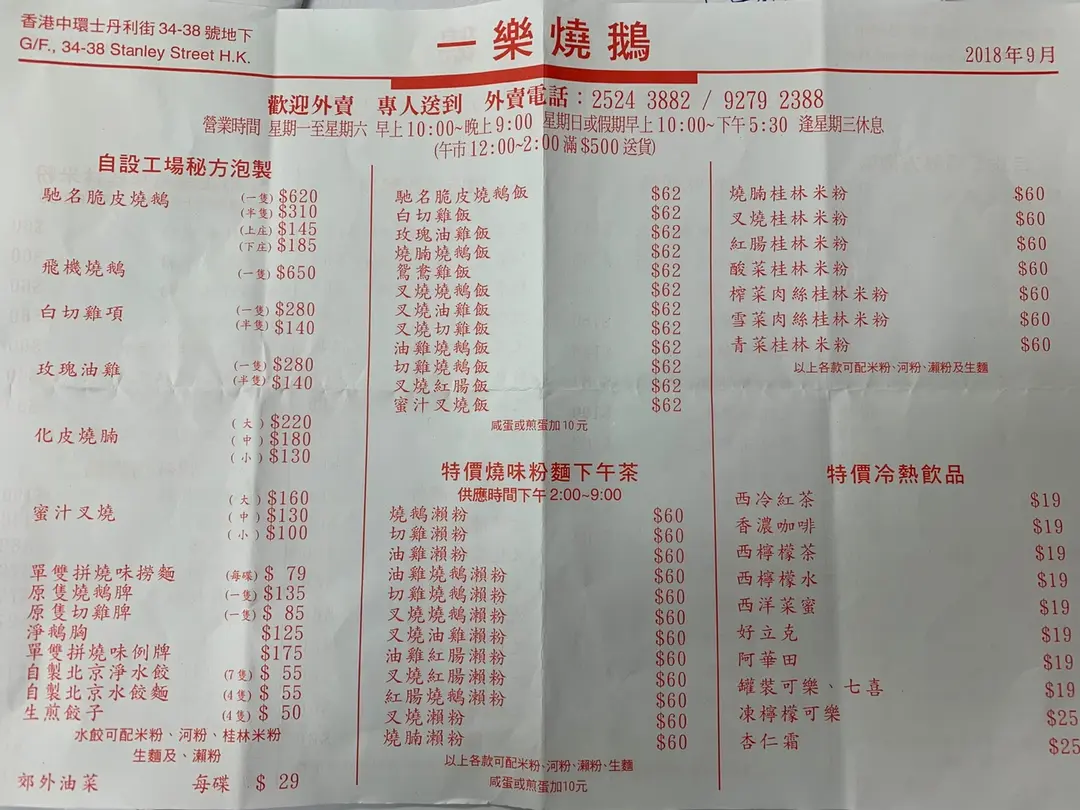 香港中環士丹利街34-38號地下
G/F., 34-38 Stanley Street H.K.
一樂燒鵝
2018年9月
歡迎外賣 專人送到 外賣電話：2524 3882 / 9279 2388
營業時間 星期一至星期六 早上10:00~晚上9:00 星期日或假期早上10:00~下午5:30 逢星期三休息
(午市12:00~2:00滿$500送貨)
自設工場秘方泡製
馳名脆皮燒鵝 (一隻) $620
(半隻) $310
(上庄) $145
(下庄) $185
飛機燒鵝 (一隻) $650
白切雞項 (一隻) $280
(半隻) $140
玫瑰油雞 (一隻) $280
(半隻) $140
化皮燒腩 (大) $220
(中) $180
(小) $130
蜜汁叉燒 (大) $160
(中) $130
(小) $100
單雙拼燒味撈麵 (每碟) $ 79
原隻燒鵝脾 (一隻) $135
原隻切雞脾 (一隻) $ 85
淨鵝胸 $125
單雙拼燒味例牌 $175
自製北京淨水餃 (7隻) $ 55
自製北京水餃麵 (4隻) $ 55
生煎餃子 (4隻) $ 50
水餃可配米粉、河粉、桂林米粉
生麵及、瀨粉
郊外油菜 每碟 $ 29
馳名脆皮燒鵝飯 $62
白切雞飯 $62
玫瑰油雞飯 $62
燒腩燒鵝飯 $62
鴛鴦雞飯 $62
叉燒燒鵝飯 $62
叉燒油雞飯 $62
叉燒切雞飯 $62
油雞燒鵝飯 $62
切雞燒鵝飯 $62
叉燒紅腸飯 $62
蜜汁叉燒飯 $62
咸蛋或煎蛋加10元
特價燒味粉麵下午茶
供應時間下午2:00~9:00
燒鵝瀨粉 $60
切雞瀨粉 $60
油雞瀨粉 $60
油雞燒鵝瀨粉 $60
切雞燒鵝瀨粉 $60
叉燒燒鵝瀨粉 $60
叉燒油雞瀨粉 $60
油雞紅腸瀨粉 $60
叉燒紅腸瀨粉 $60
紅腸燒鵝瀨粉 $60
叉燒瀨粉 $60
燒腩瀨粉 $60
以上各款可配米粉、河粉、瀨粉、生麵
咸蛋或煎蛋加10元
燒腩桂林米粉 $60
叉燒桂林米粉 $60
紅腸桂林米粉 $60
酸菜桂林米粉 $60
榨菜肉絲桂林米粉 $60
雪菜肉絲桂林米粉 $60
青菜桂林米粉 $60
以上各款可配米粉、河粉、瀨粉及生麵
特價冷熱飲品
西冷紅茶 $19
香濃咖啡 $19
西檸檬茶 $19
西檸檬水 $19
西洋菜蜜 $19
好立克 $19
阿華田 $19
罐裝可樂、七喜 $19
凍檸檬可樂 $25
杏仁霜 $25